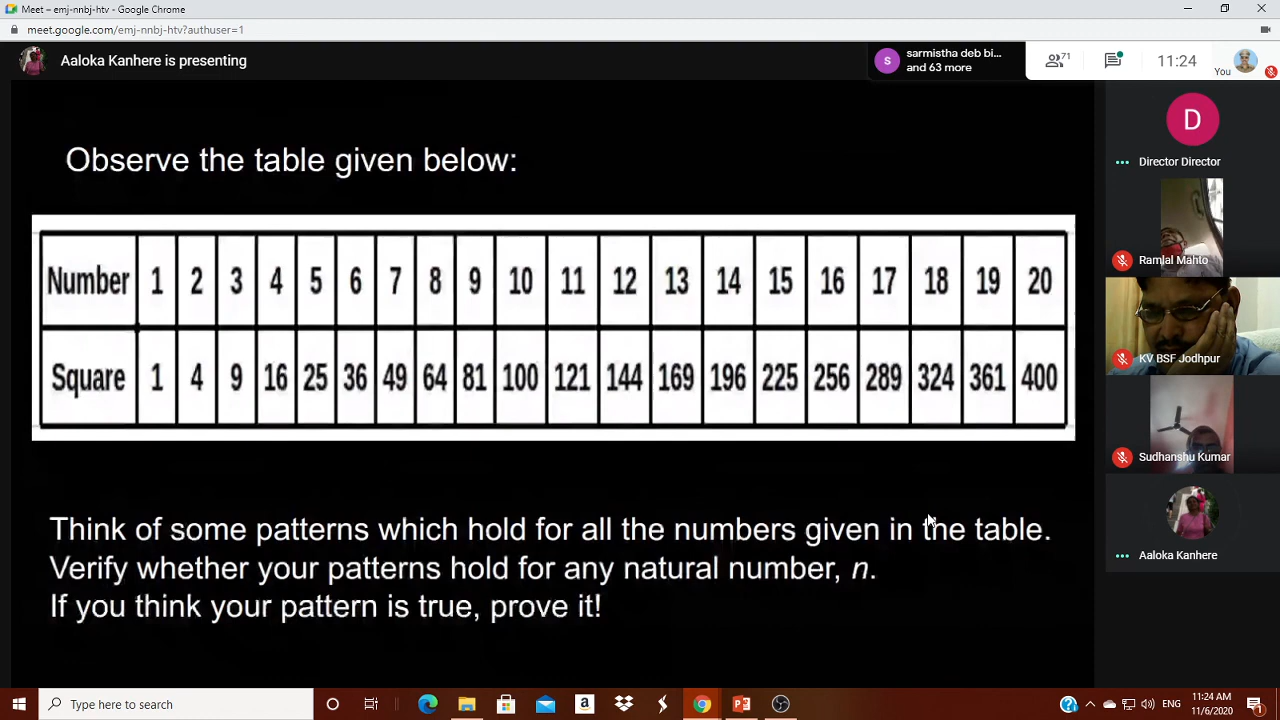 Meet – emj-nnbj-htv - Google Chrome
meet.google.com/emj-nnbj-htv?authuser=1
Aaloka Kanhere is presenting
S
sarmistha deb bi...
and 63 more
71
11:24
You
Observe the table given below:
Number 1 2 3 4 5 6 7 8 9 10 11 12 13 14 15 16 17 18 19 20
Square 1 4 9 16 25 36 49 64 81 100 121 144 169 196 225 256 289 324 361 400
Think of some patterns which hold for all the numbers given in the table.
Verify whether your patterns hold for any natural number, n.
If you think your pattern is true, prove it!
D
Director Director
Ramlal Mahto
KV BSF Jodhpur
Sudhanshu Kumar
Aaloka Kanhere
Type here to search
a
11:24 AM
11/6/2020
1